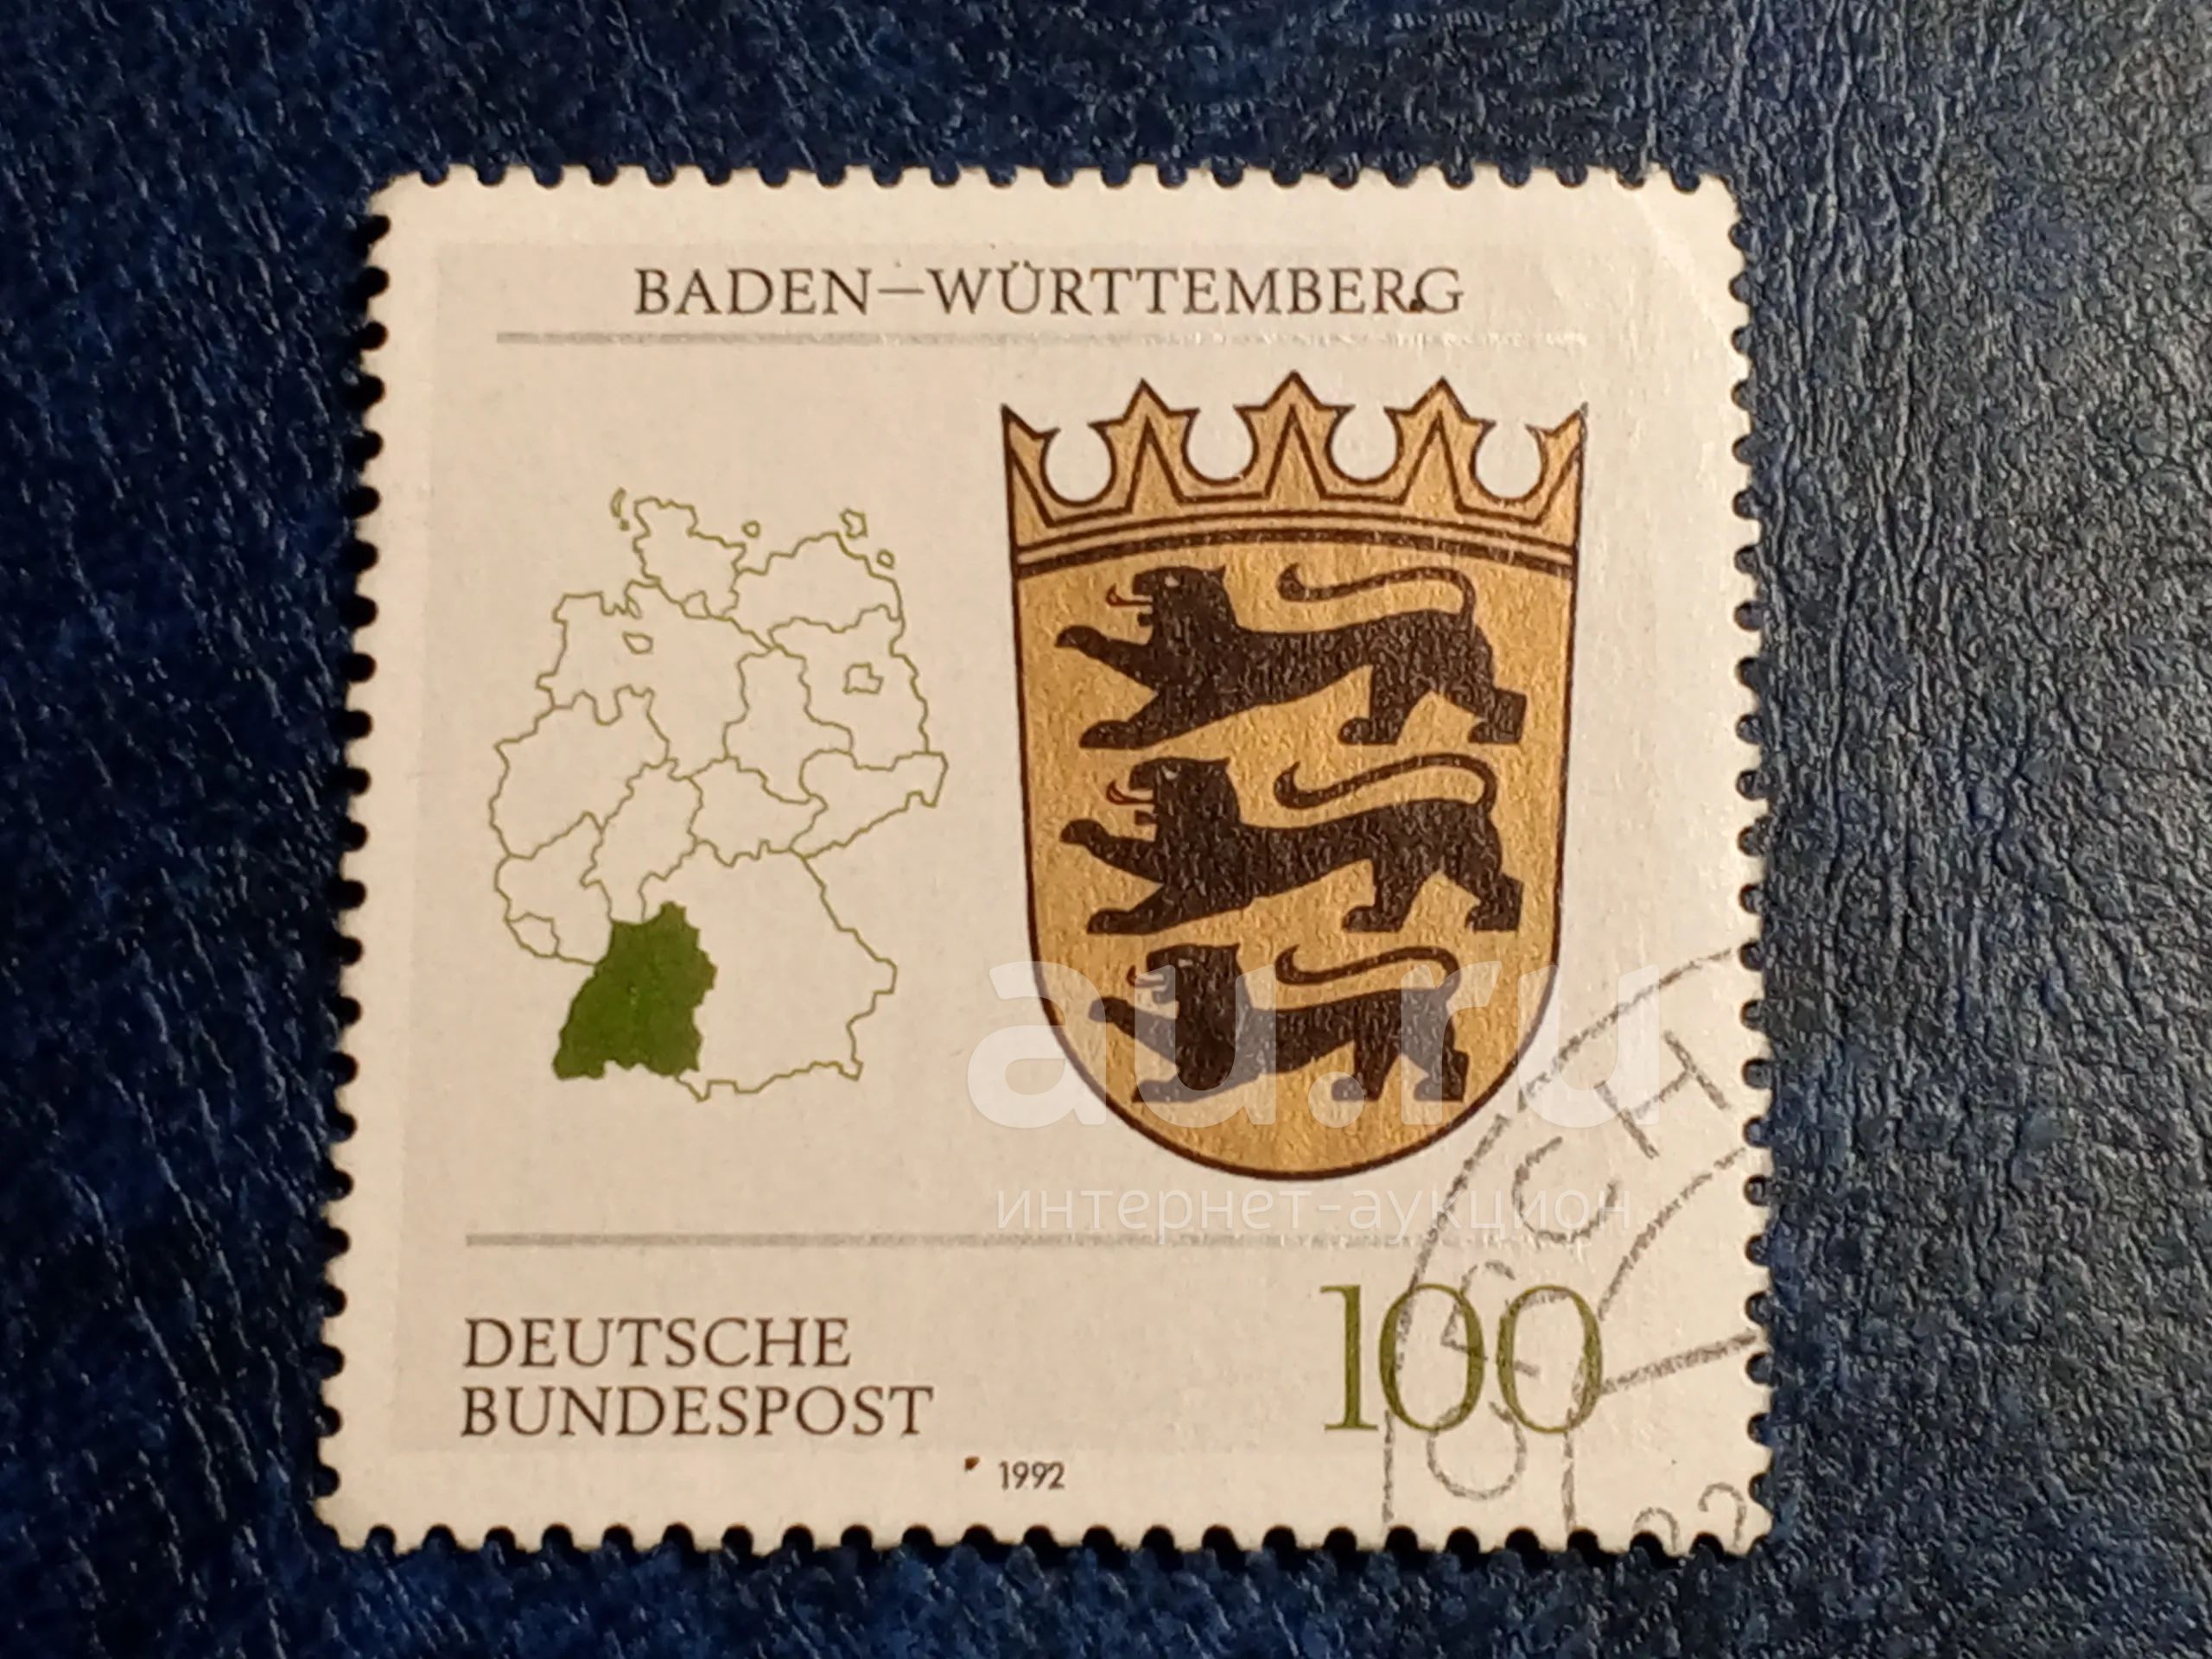 BADEN—WÜRTTEMBERG
au.ru
интернет-аукцион
DEUTSCHE
BUNDESPOST
100
1992